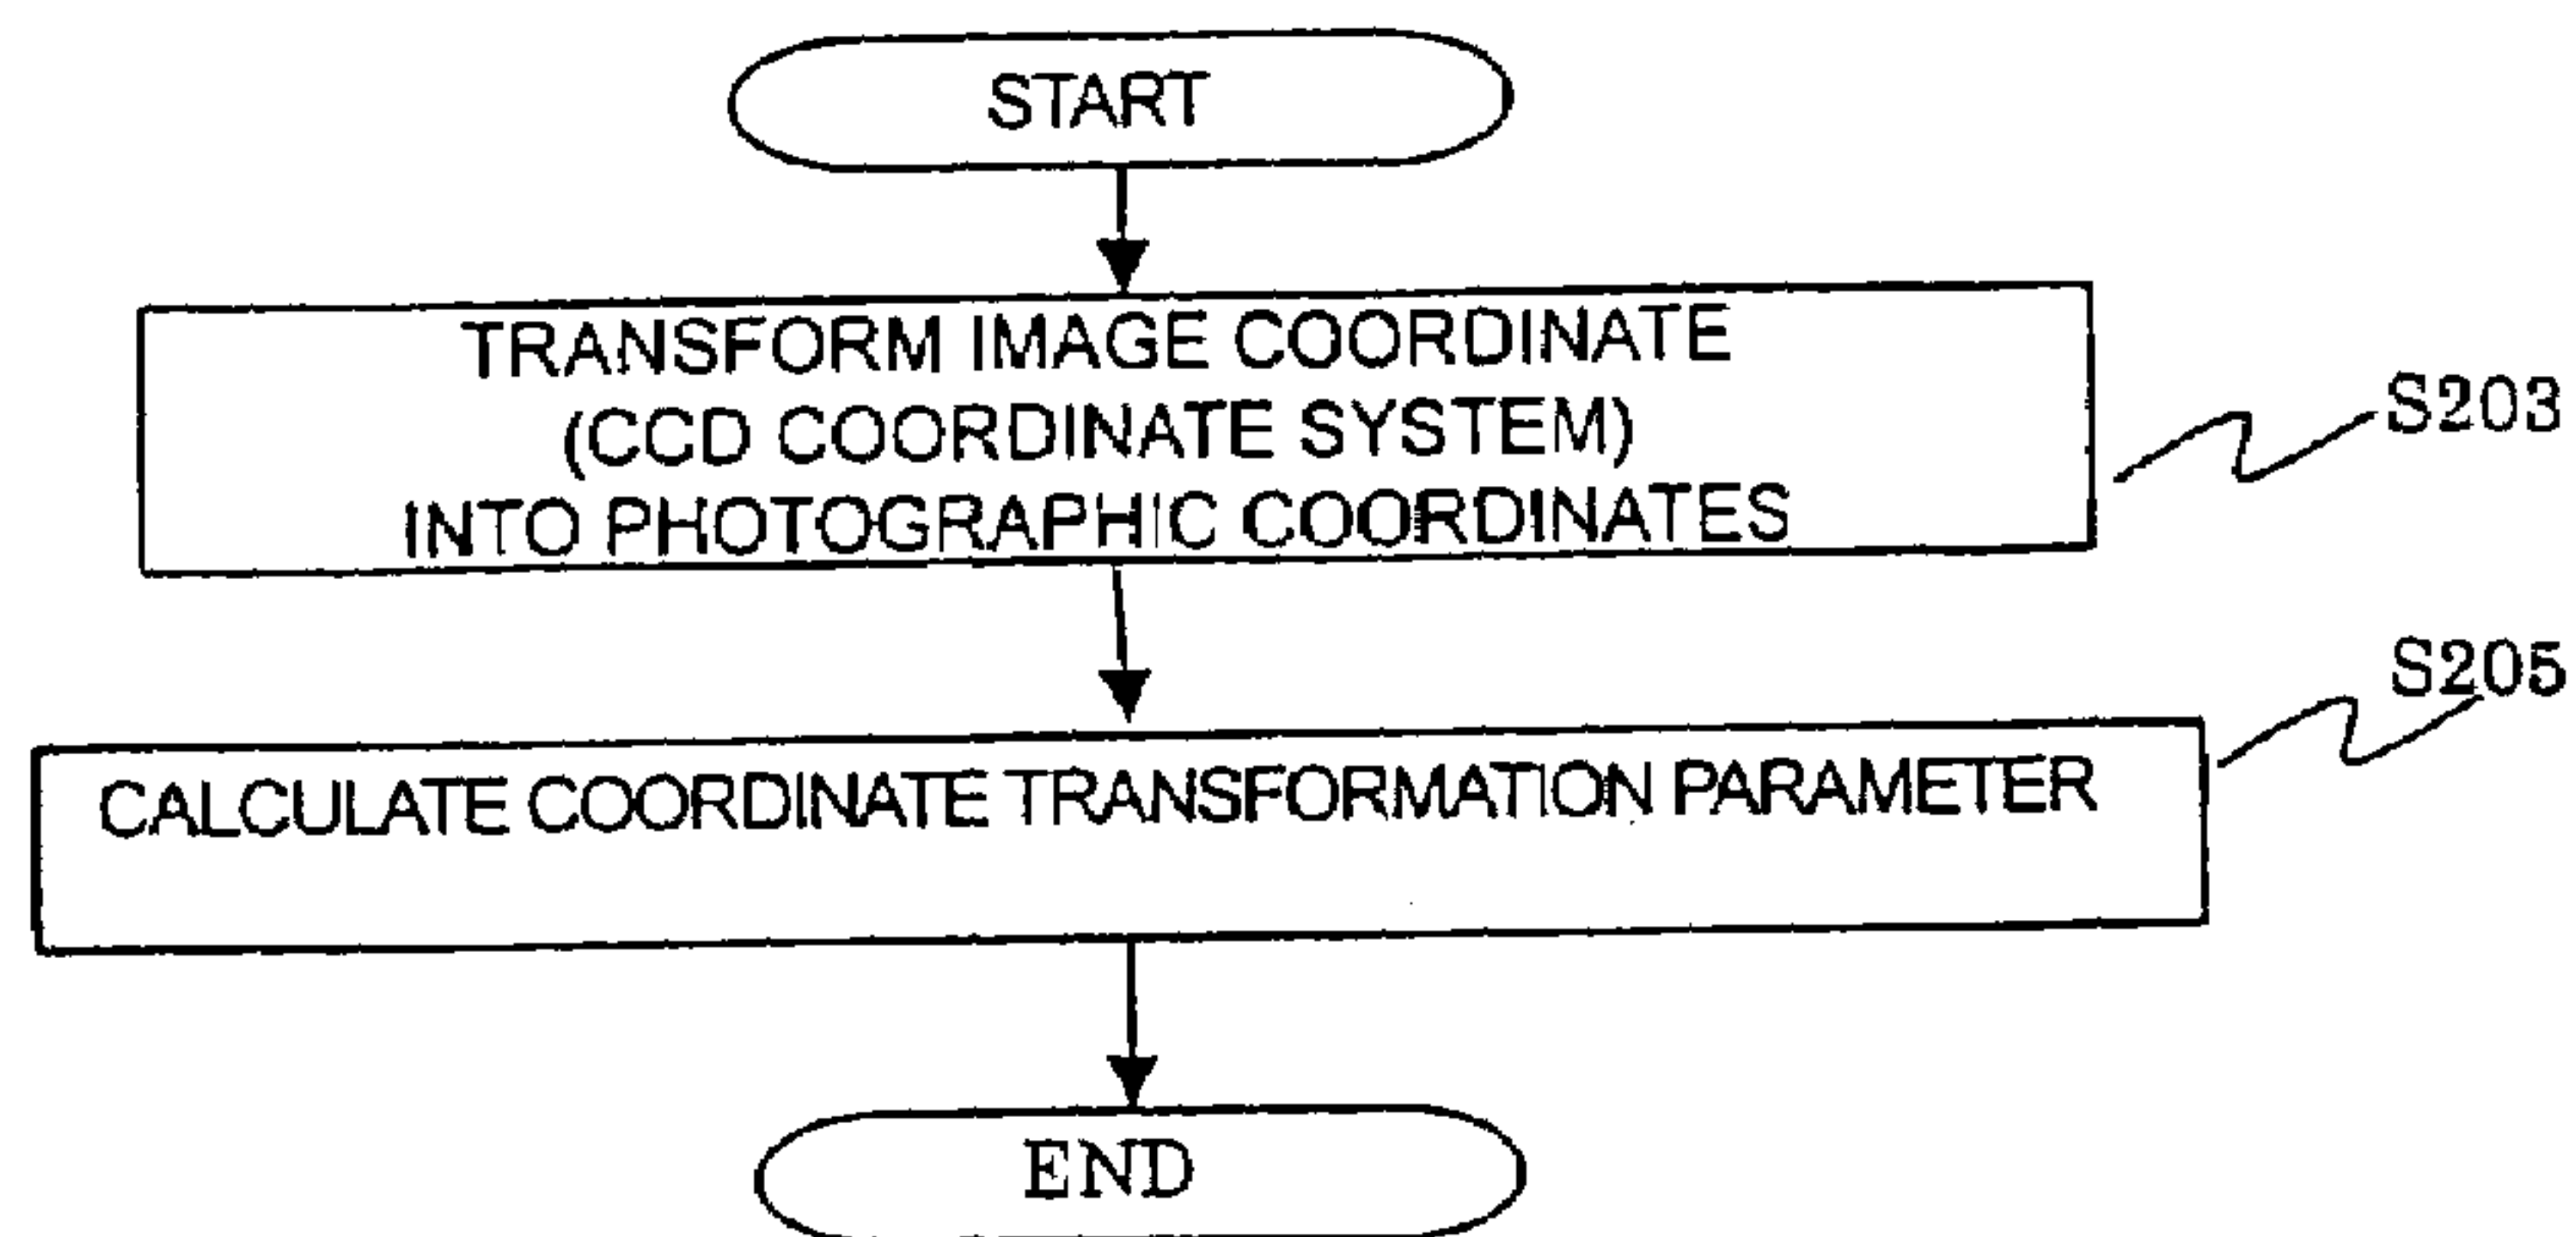 START
TRANSFORM IMAGE COORDINATE
(CCD COORDINATE SYSTEM)
INTO PHOTOGRAPHIC COORDINATES
S203
S205
CALCULATE COORDINATE TRANSFORMATION PARAMETER
END